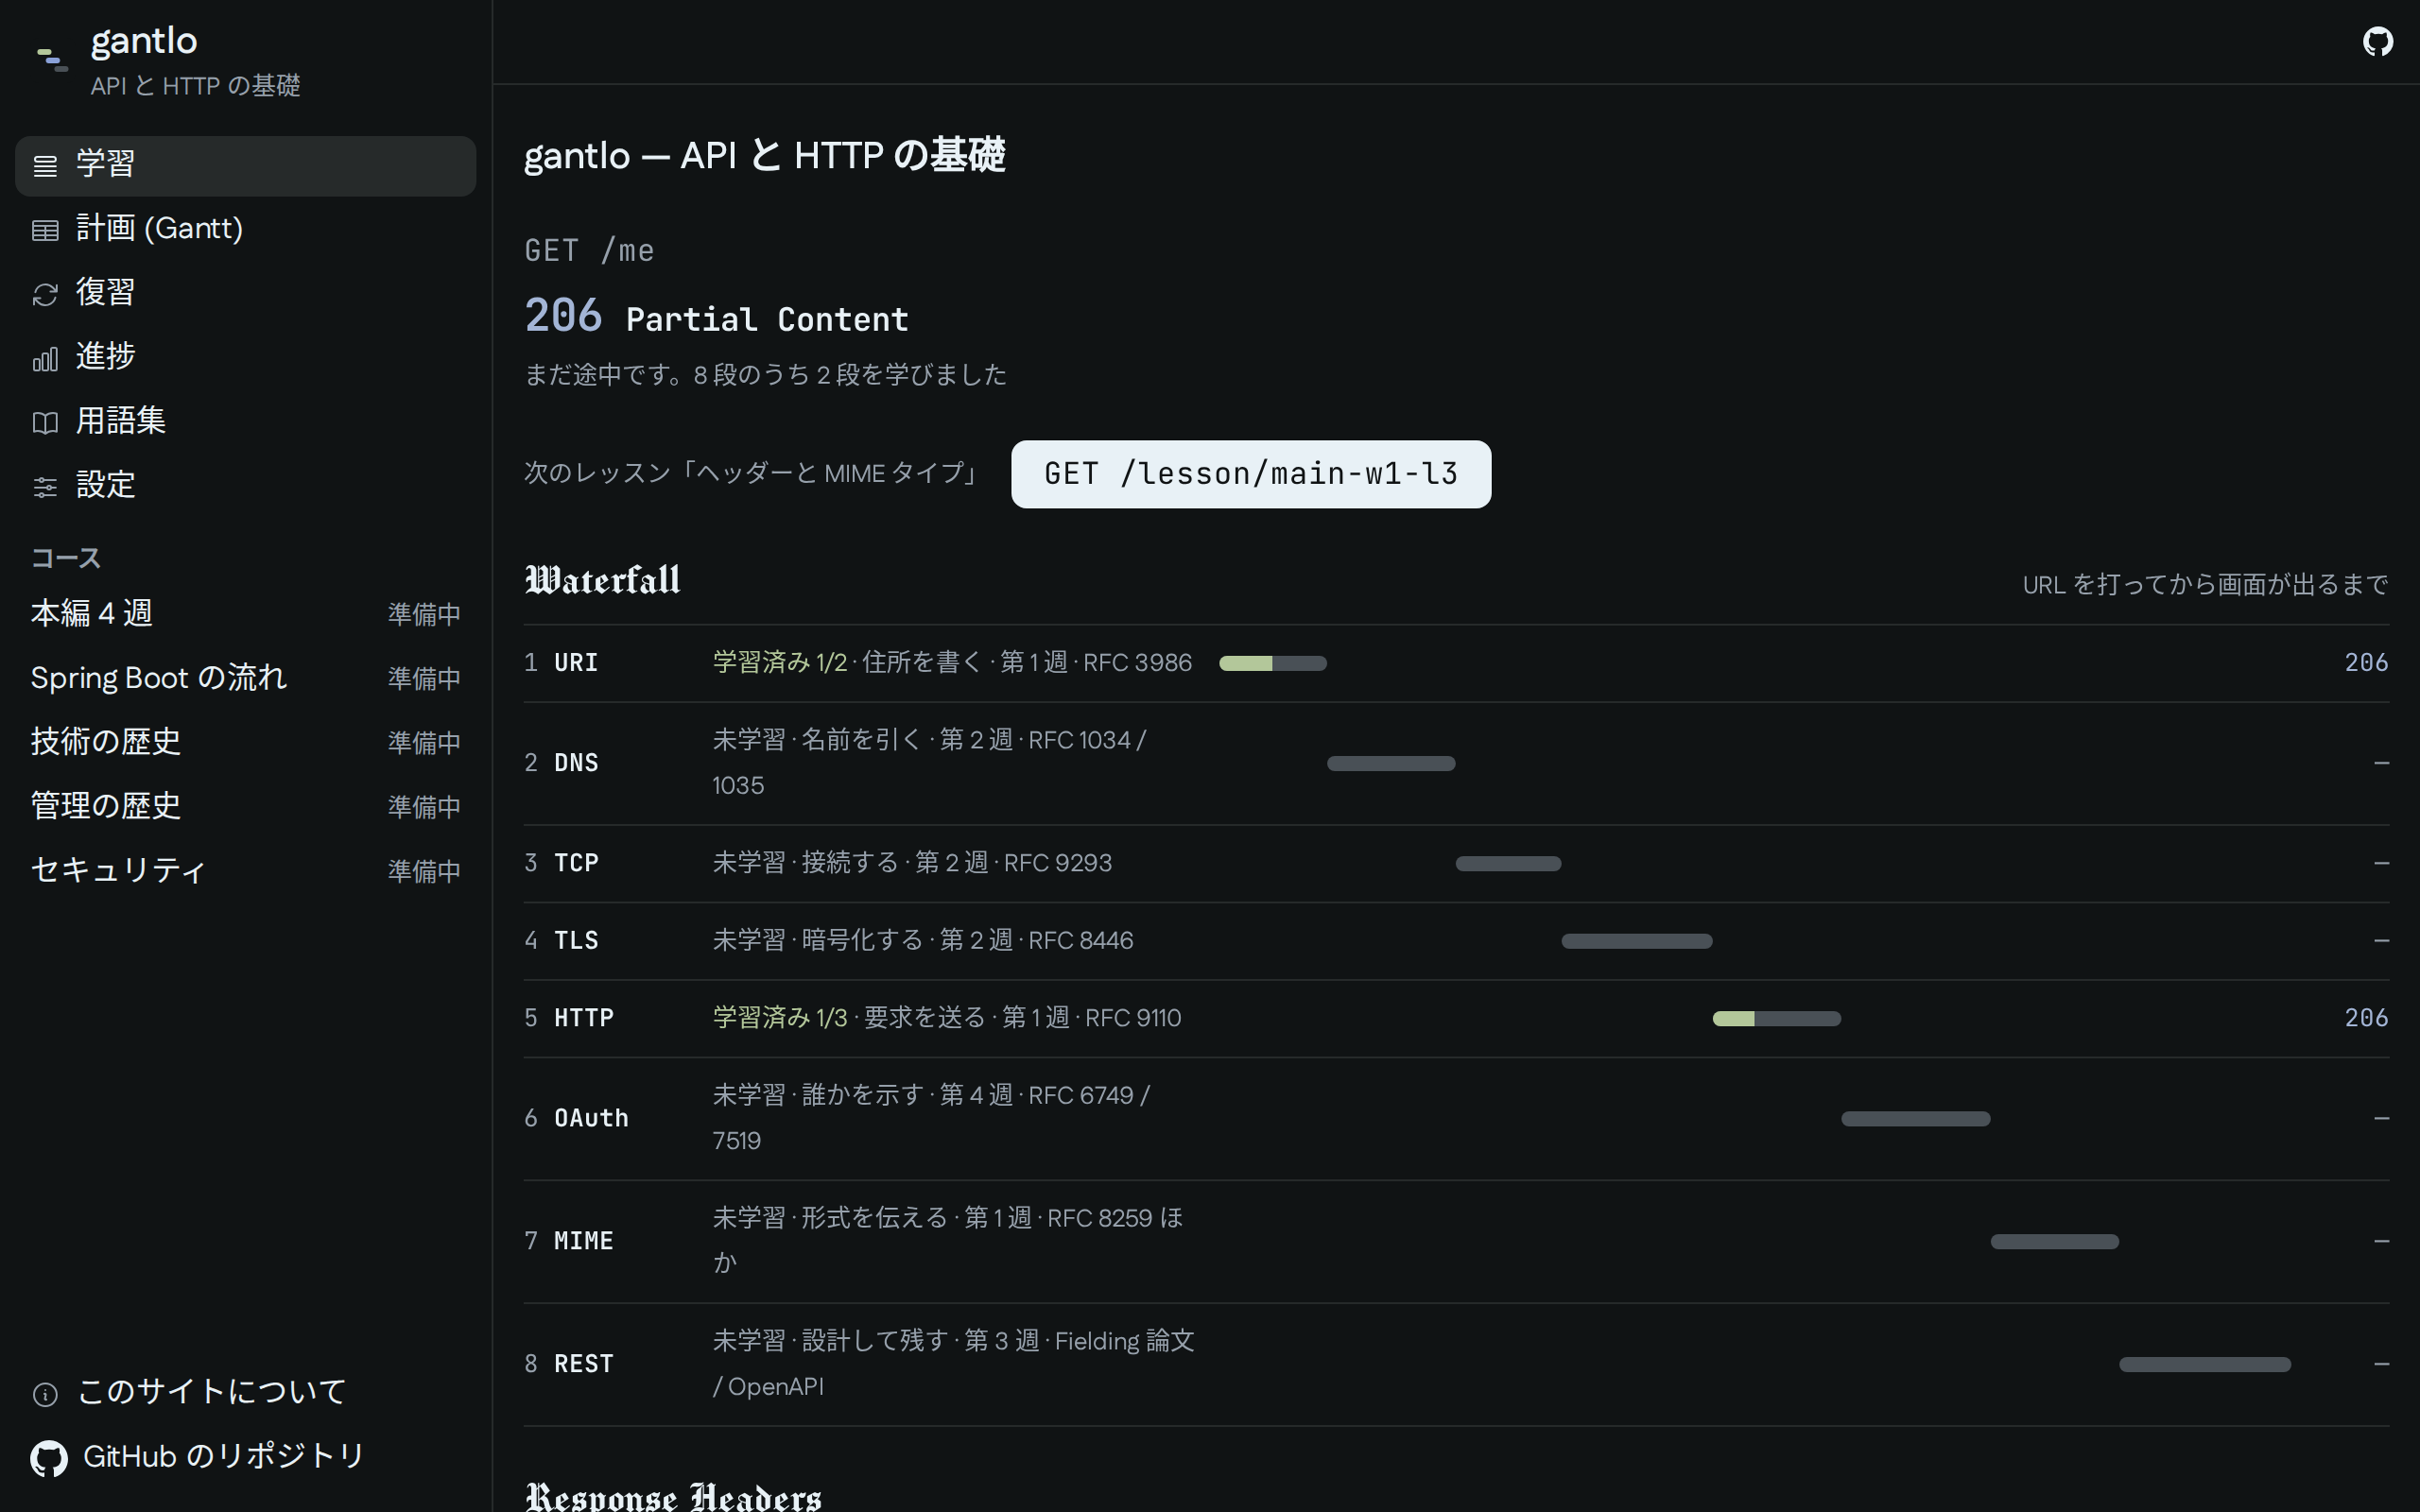 gantlo
API と HTTP の基礎
学習
計画 (Gantt)
復習
進捗
用語集
設定
コース
本編 4 週 準備中
Spring Boot の流れ 準備中
技術の歴史 準備中
管理の歴史 準備中
セキュリティ 準備中
このサイトについて
GitHub のリポジトリ
gantlo — API と HTTP の基礎
GET /me
206 Partial Content
まだ途中です。8 段のうち 2 段を学びました
次のレッスン「ヘッダーと MIME タイプ」 GET /lesson/main-w1-l3
Waterfall URL を打ってから画面が出るまで
1 URI 学習済み 1/2 · 住所を書く · 第 1 週 · RFC 3986 206
2 DNS 未学習 · 名前を引く · 第 2 週 · RFC 1034 /
1035 —
3 TCP 未学習 · 接続する · 第 2 週 · RFC 9293 —
4 TLS 未学習 · 暗号化する · 第 2 週 · RFC 8446 —
5 HTTP 学習済み 1/3 · 要求を送る · 第 1 週 · RFC 9110 206
6 OAuth 未学習 · 誰かを示す · 第 4 週 · RFC 6749 /
7519 —
7 MIME 未学習 · 形式を伝える · 第 1 週 · RFC 8259 ほ
か —
8 REST 未学習 · 設計して残す · 第 3 週 · Fielding 論文
/ OpenAPI —
Response Headers